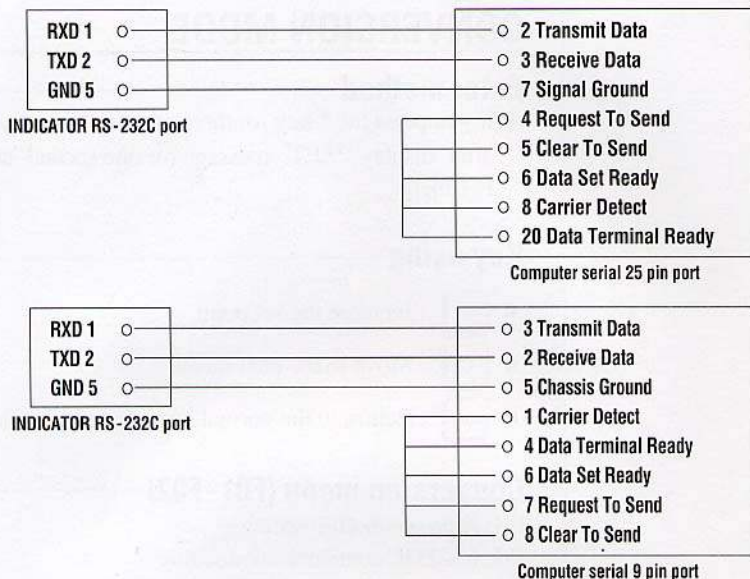 RXD 1
TXD 2
GND 5
INDICATOR RS-232C port
2 Transmit Data
3 Receive Data
7 Signal Ground
4 Request To Send
5 Clear To Send
6 Data Set Ready
8 Carrier Detect
20 Data Terminal Ready
Computer serial 25 pin port
RXD 1
TXD 2
GND 5
INDICATOR RS-232C port
3 Transmit Data
2 Receive Data
5 Chassis Ground
1 Carrier Detect
4 Data Terminal Ready
6 Data Set Ready
7 Request To Send
8 Clear To Send
Computer serial 9 pin port